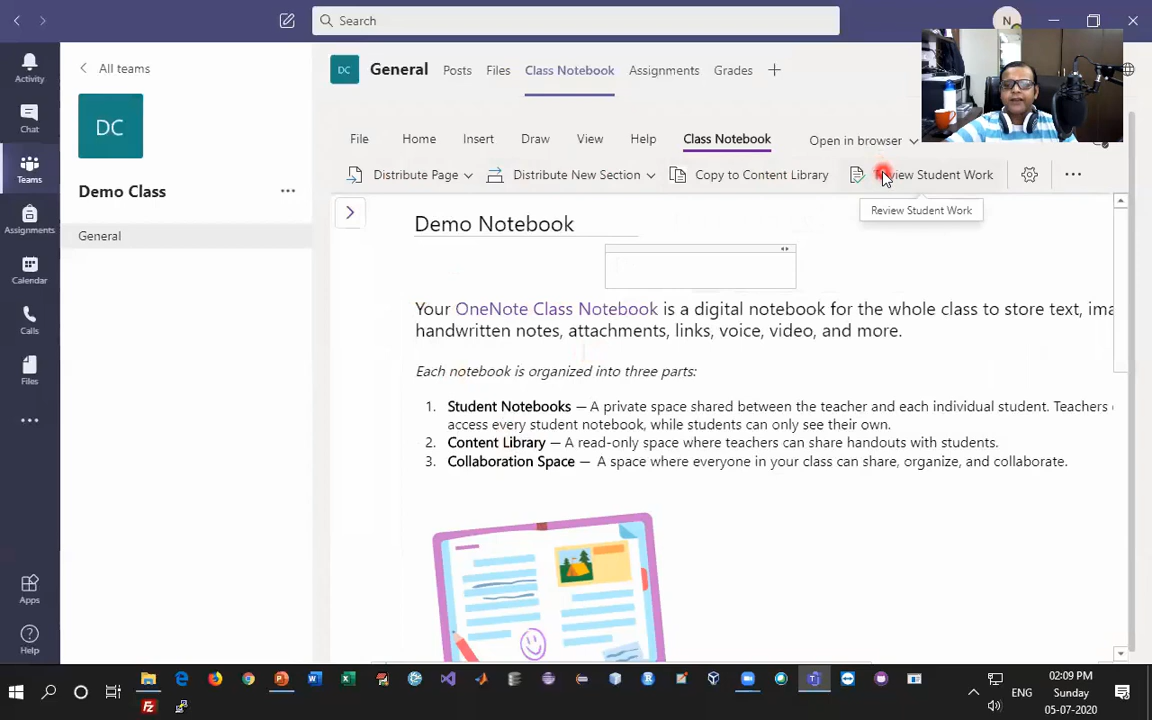 Search
N
Activity
Chat
Teams
Assignments
Calendar
Calls
Files
Apps
Help
All teams
DC
Demo Class
General
DC
General
Posts
Files
Class Notebook
Assignments
Grades
File
Home
Insert
Draw
View
Help
Class Notebook
Open in browser
Distribute Page
Distribute New Section
Copy to Content Library
Review Student Work
Review Student Work
Demo Notebook
Your OneNote Class Notebook is a digital notebook for the whole class to store text, ima
handwritten notes, attachments, links, voice, video, and more.
Each notebook is organized into three parts:
1. Student Notebooks — A private space shared between the teacher and each individual student. Teachers
access every student notebook, while students can only see their own.
2. Content Library — A read-only space where teachers can share handouts with students.
3. Collaboration Space — A space where everyone in your class can share, organize, and collaborate.
ENG
02:09 PM
Sunday
05-07-2020